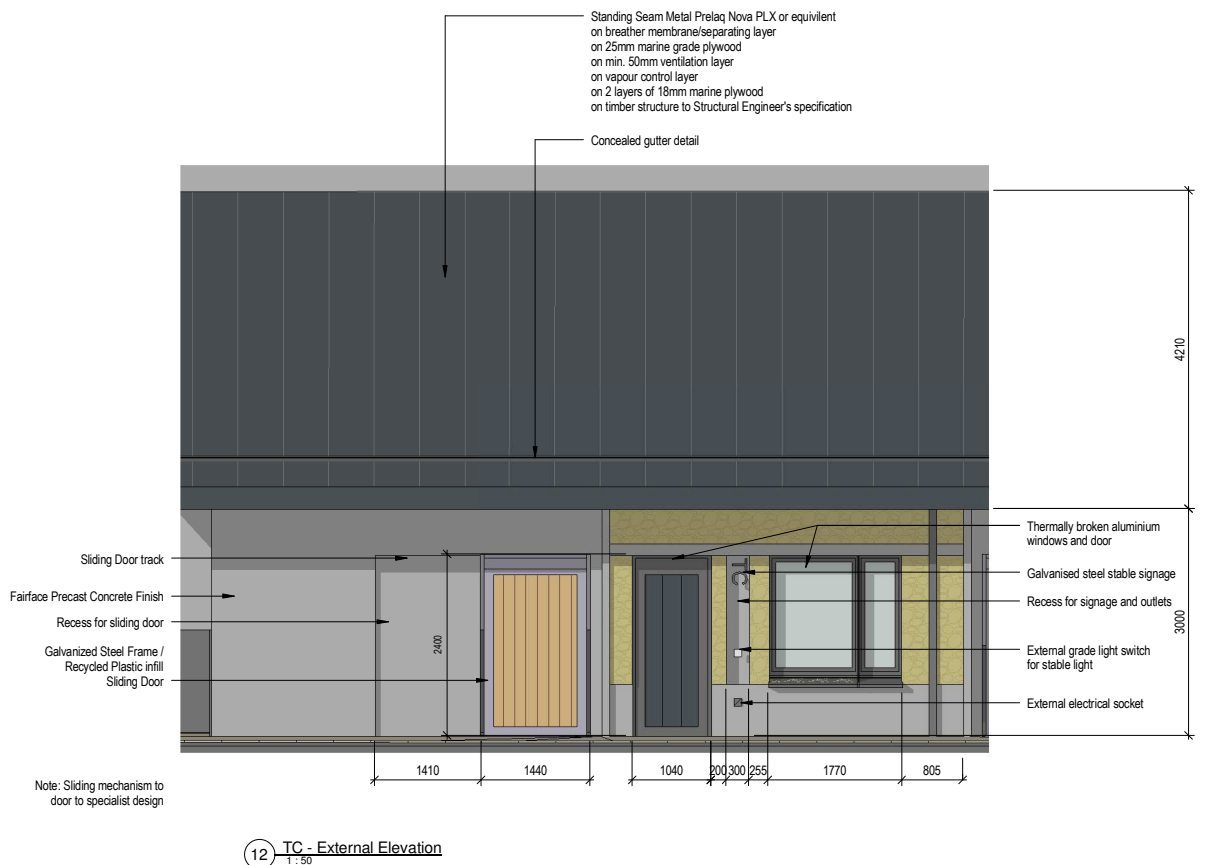 Standing Seam Metal Prelaq Nova PLX or equivilent
on breather membrane/separating layer
on 25mm marine grade plywood
on min. 50mm ventilation layer
on vapour control layer
on 2 layers of 18mm marine plywood
on timber structure to Structural Engineer's specification
Concealed gutter detail
4210
Sliding Door track
Fairface Precast Concrete Finish
Recess for sliding door
Galvanized Steel Frame /
Recycled Plastic infill
Sliding Door
2400
TC
Thermally broken aluminium
windows and door
Galvanised steel stable signage
Recess for signage and outlets
External grade light switch
for stable light
External electrical socket
3000
1410
1440
1040
200
300
255
1770
805
Note: Sliding mechanism to
door to specialist design
12
TC - External Elevation
1 : 50